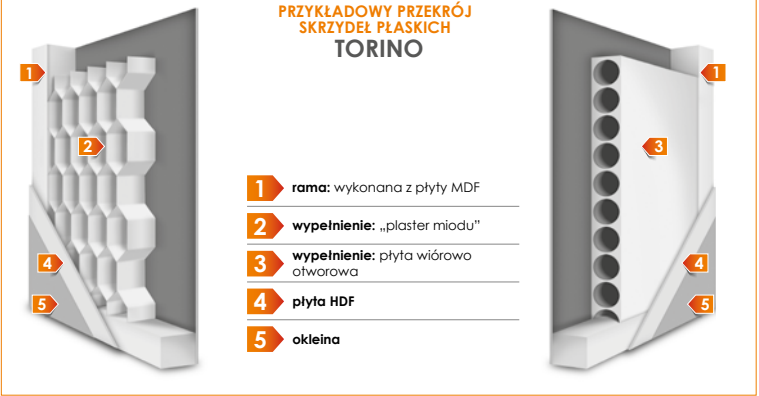 PRZYKŁADOWY PRZEKRÓJ
SKRZYDEŁ PŁASKICH
TORINO
1
2
4
5
1 rama: wykonana z płyty MDF
2 wypełnienie: „plaster miodu”
3 wypełnienie: płyta wiórowo
otworowa
4 płyta HDF
5 okleina
1
3
4
5